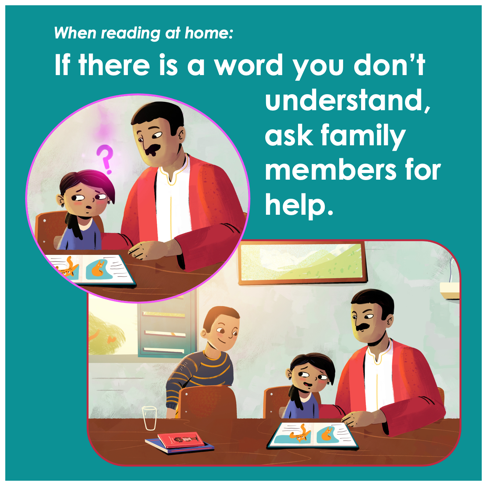 When reading at home:
If there is a word you don't
understand,
ask family
members for
help.
?